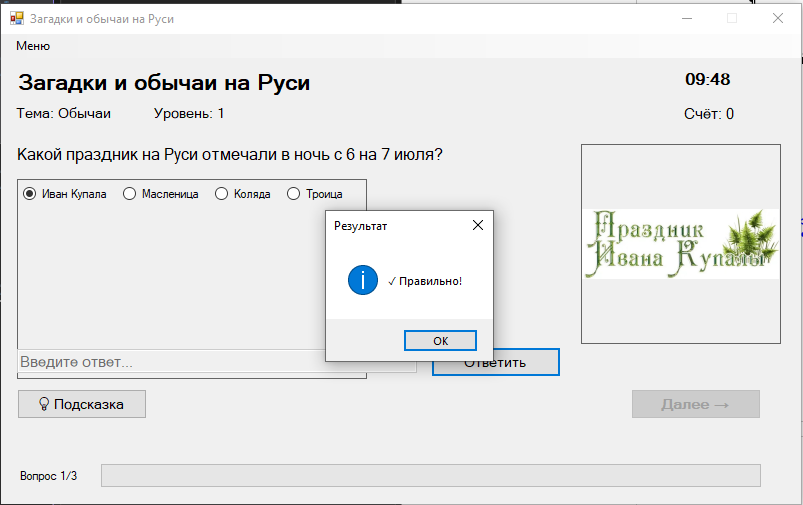 Загадки и обычаи на Руси
Меню
Загадки и обычаи на Руси
09:48
Тема: Обычаи
Уровень: 1
Счёт: 0
Какой праздник на Руси отмечали в ночь с 6 на 7 июля?
Иван Купала
Масленица
Коляда
Троица
Праздник
Ивана Купалы
Результат
✓ Правильно!
ОК
Введите ответ...
Ответить
Подсказка
Далее →
Вопрос 1/3